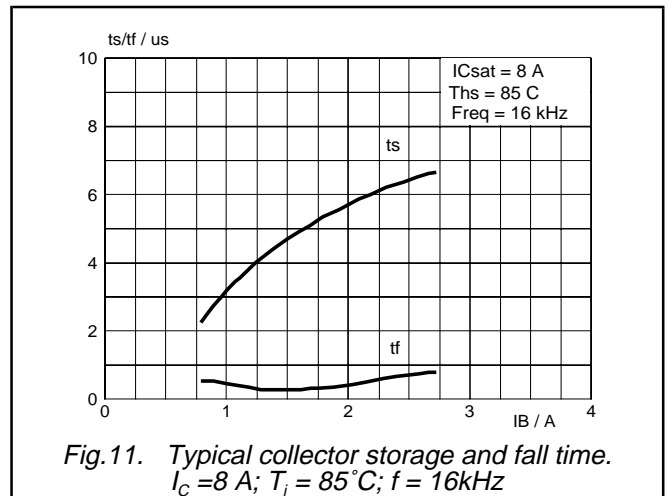 ts/tf / us
10
ICsat = 8 A
Ths = 85 C
Freq = 16 kHz
8
ts
6
4
2
tf
0
0 1 2 3 4
IB / A
Fig.11. Typical collector storage and fall time.
IC =8 A; Tj = 85˚C; f = 16kHz